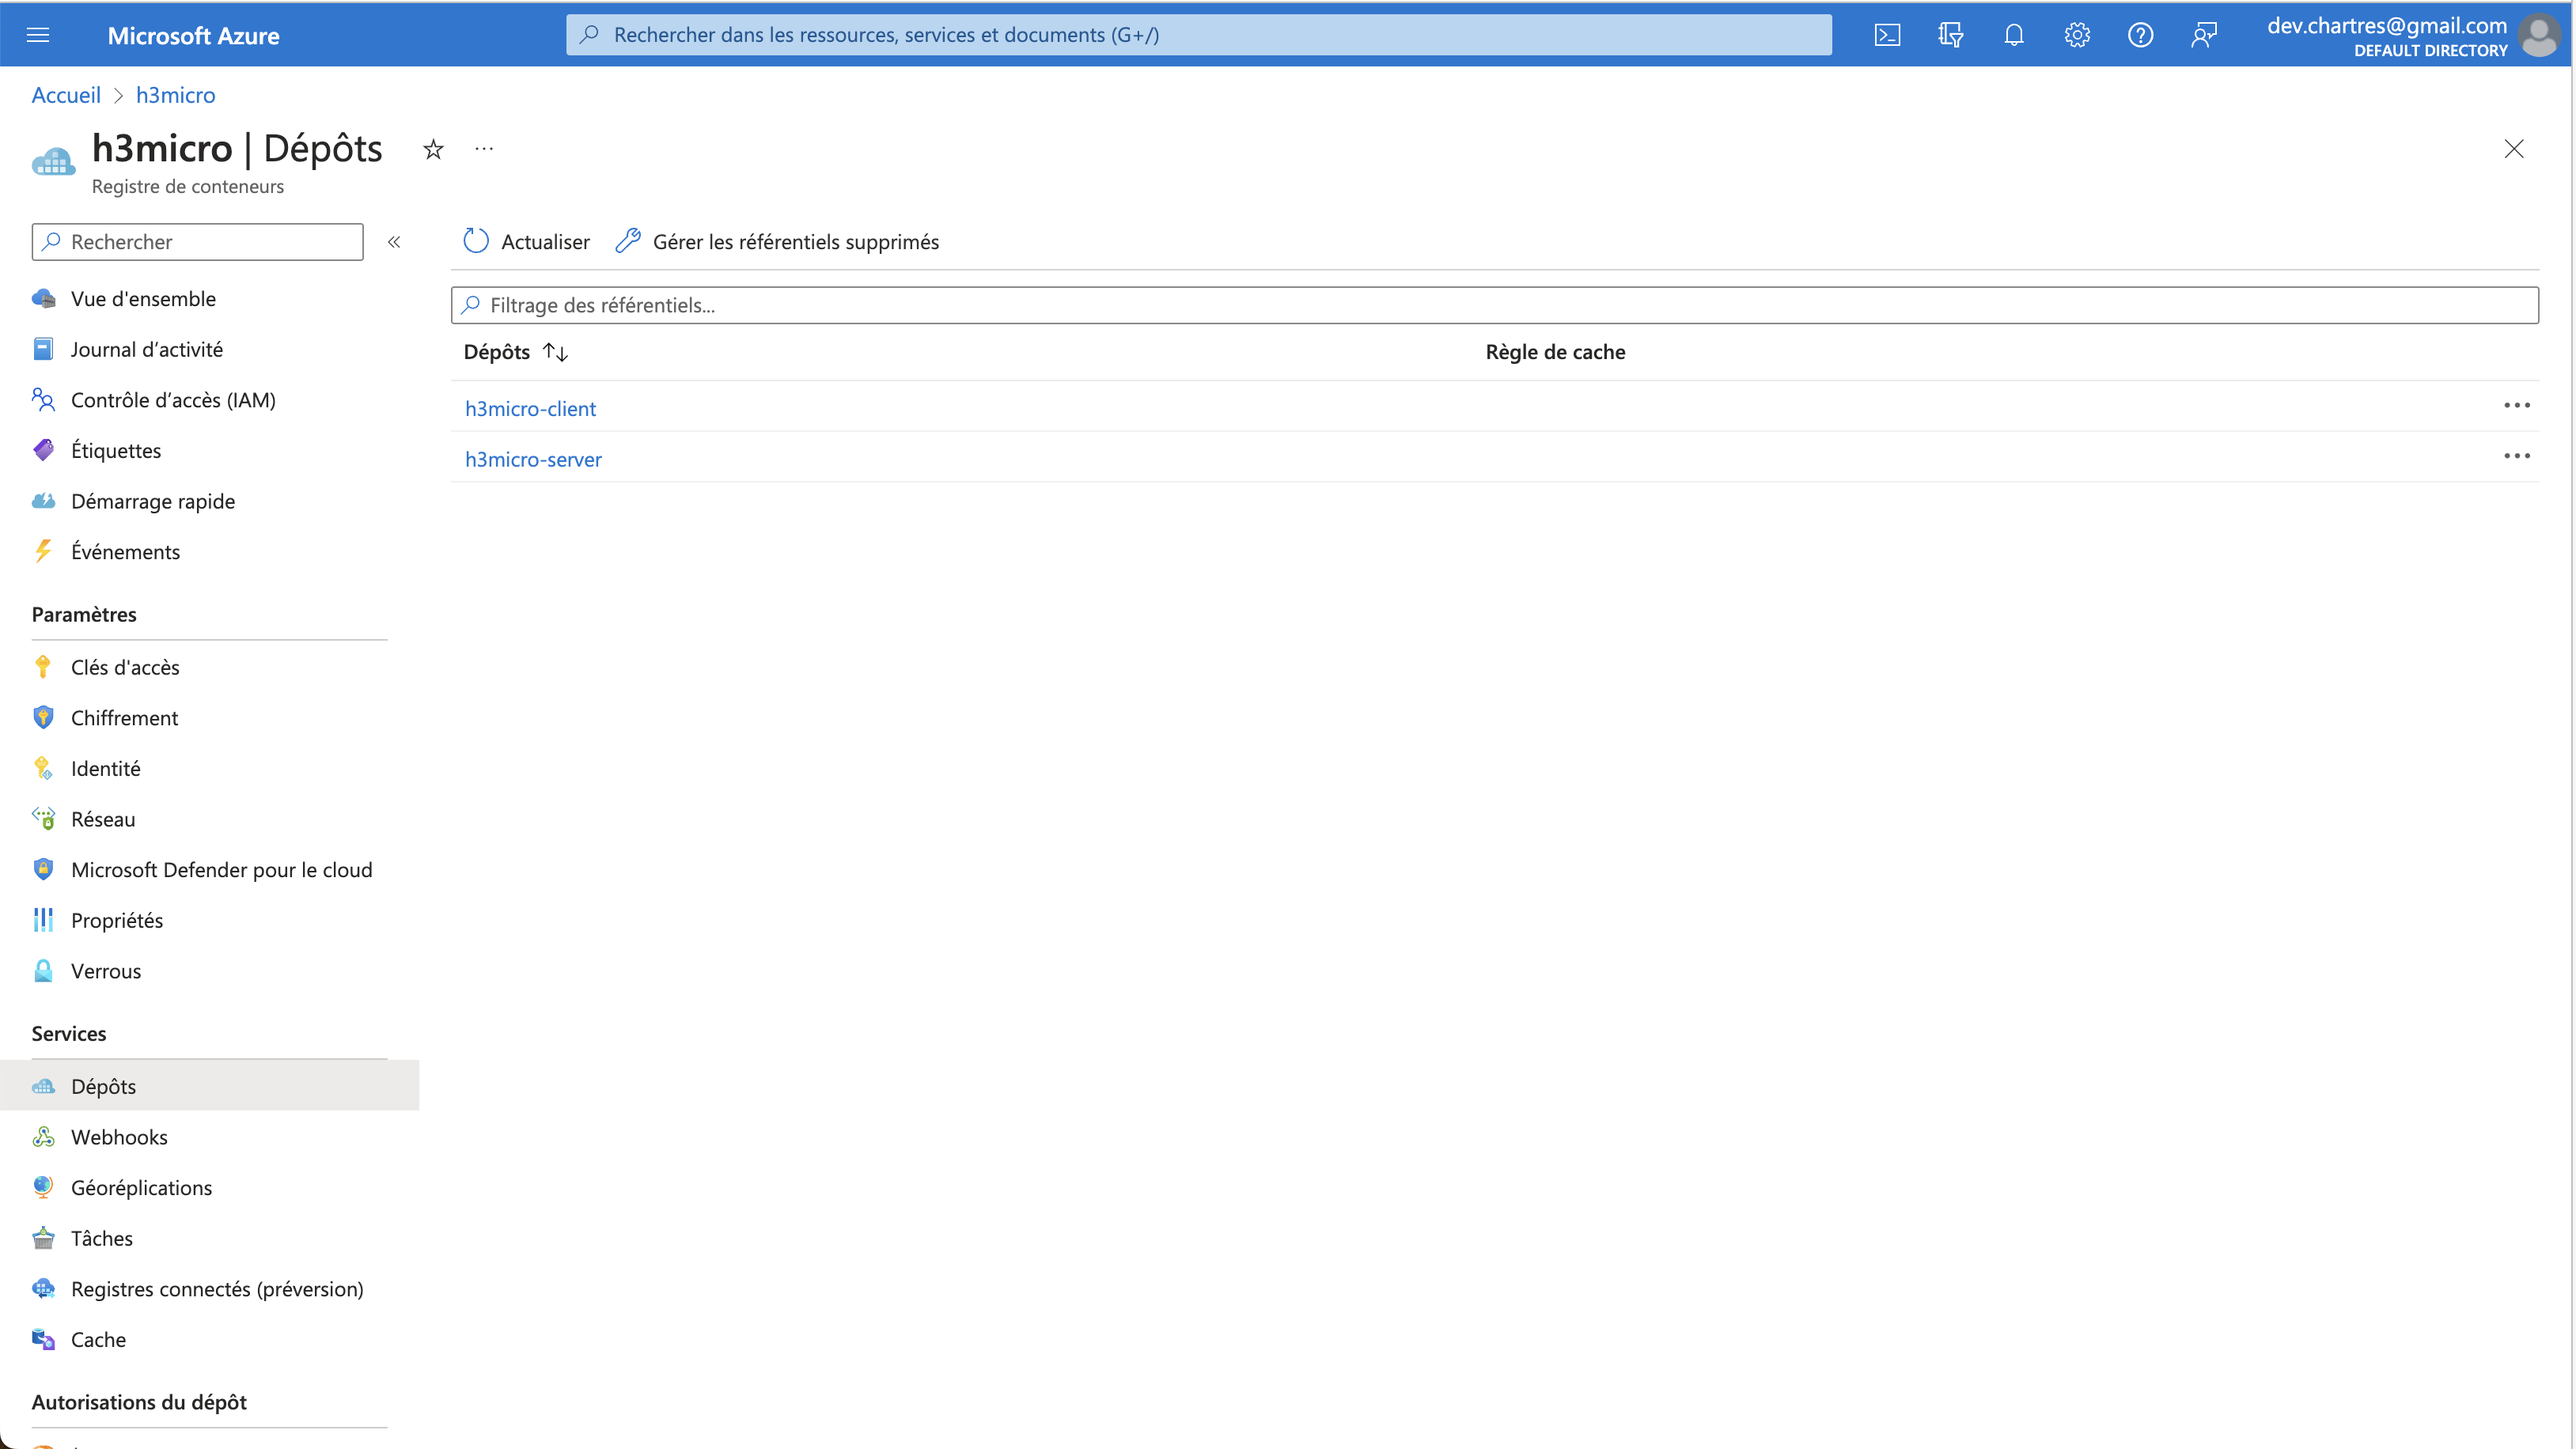 Microsoft Azure
Rechercher dans les ressources, services et documents (G+/)
dev.chartres@gmail.com
DEFAULT DIRECTORY
Accueil > h3micro
h3micro | Dépôts
Registre de conteneurs
Rechercher
Actualiser
Gérer les référentiels supprimés
Filtrage des référentiels...
Dépôts
Règle de cache
h3micro-client
h3micro-server
Vue d'ensemble
Journal d’activité
Contrôle d’accès (IAM)
Étiquettes
Démarrage rapide
Événements
Paramètres
Clés d'accès
Chiffrement
Identité
Réseau
Microsoft Defender pour le cloud
Propriétés
Verrous
Services
Dépôts
Webhooks
Géoréplications
Tâches
Registres connectés (préversion)
Cache
Autorisations du dépôt